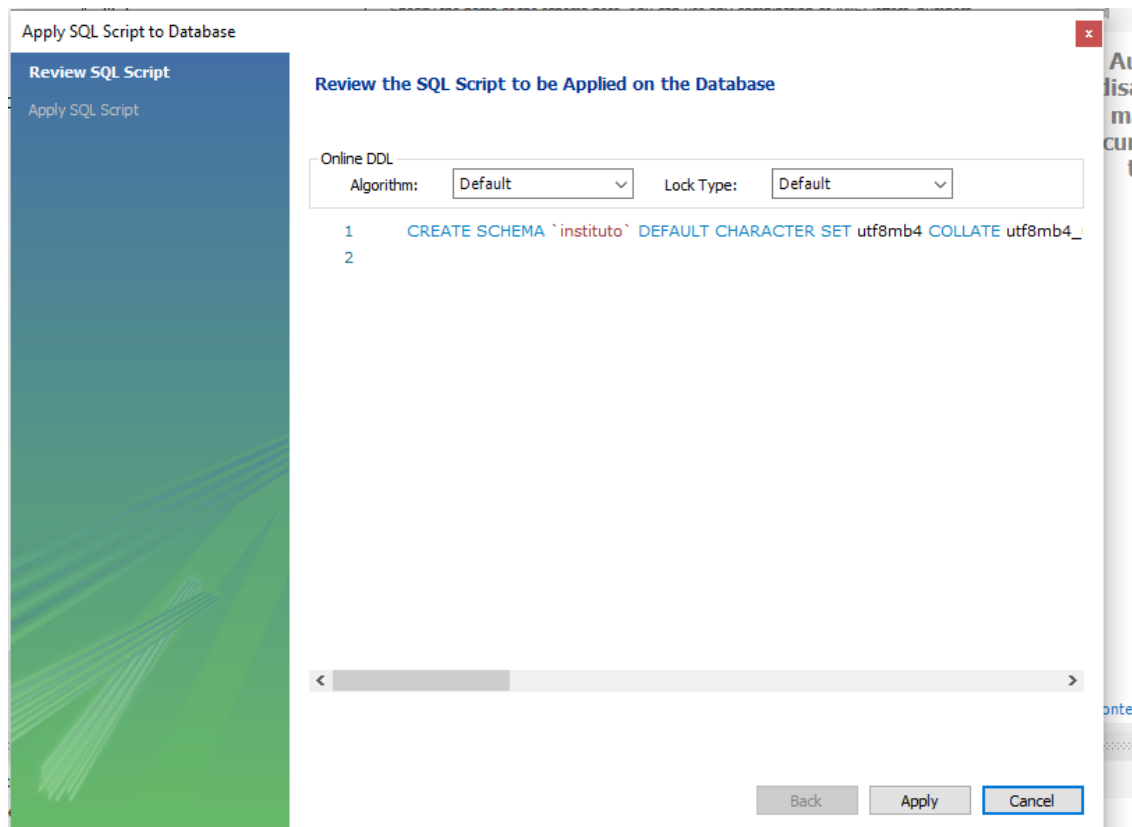 Apply SQL Script to Database
x
Review SQL Script
Apply SQL Script
Review the SQL Script to be Applied on the Database
Online DDL
Algorithm: Default Lock Type: Default
1 CREATE SCHEMA `instituto` DEFAULT CHARACTER SET utf8mb4 COLLATE utf8mb4_
2
Back Apply Cancel